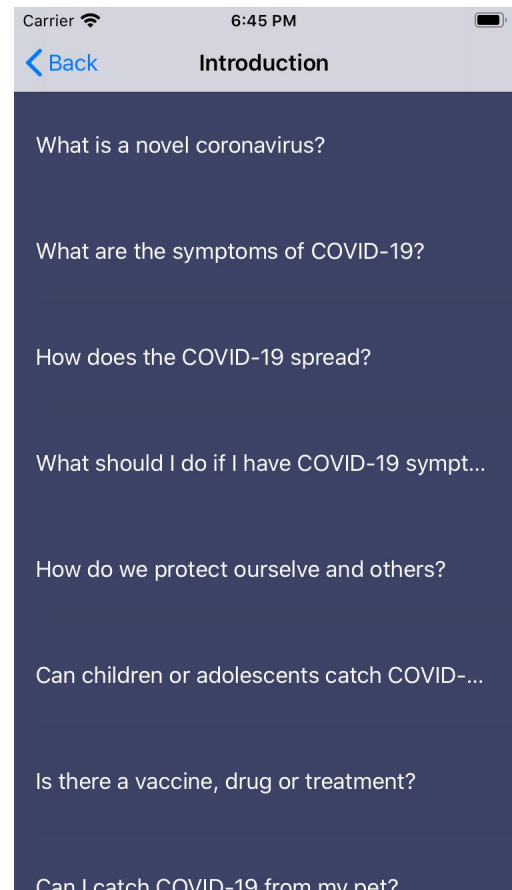 Carrier 6:45 PM
Back Introduction
What is a novel coronavirus?
What are the symptoms of COVID-19?
How does the COVID-19 spread?
What should I do if I have COVID-19 sympt...
How do we protect ourselve and others?
Can children or adolescents catch COVID-...
Is there a vaccine, drug or treatment?
Can I catch COVID-19 from my pet?